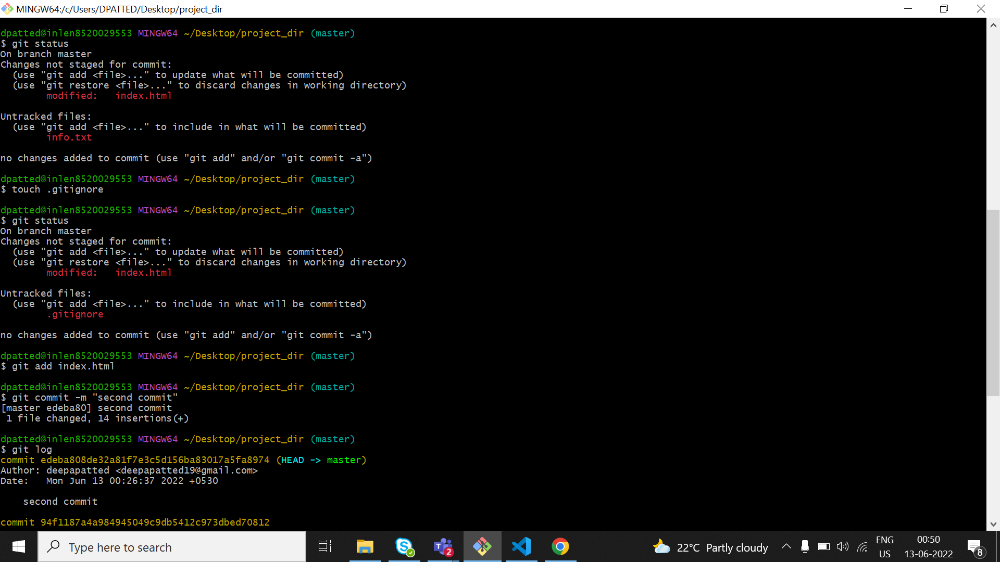 MINGW64:/c/Users/DPATTED/Desktop/project_dir
dpatted@inlen8520029553 MINGW64 ~/Desktop/project_dir (master)
$ git status
On branch master
Changes not staged for commit:
  (use "git add <file>..." to update what will be committed)
  (use "git restore <file>..." to discard changes in working directory)
        modified:   index.html

Untracked files:
  (use "git add <file>..." to include in what will be committed)
        info.txt

no changes added to commit (use "git add" and/or "git commit -a")

dpatted@inlen8520029553 MINGW64 ~/Desktop/project_dir (master)
$ touch .gitignore

dpatted@inlen8520029553 MINGW64 ~/Desktop/project_dir (master)
$ git status
On branch master
Changes not staged for commit:
  (use "git add <file>..." to update what will be committed)
  (use "git restore <file>..." to discard changes in working directory)
        modified:   index.html

Untracked files:
  (use "git add <file>..." to include in what will be committed)
        .gitignore

no changes added to commit (use "git add" and/or "git commit -a")

dpatted@inlen8520029553 MINGW64 ~/Desktop/project_dir (master)
$ git add index.html

dpatted@inlen8520029553 MINGW64 ~/Desktop/project_dir (master)
$ git commit -m "second commit"
[master edeba80] second commit
 1 file changed, 14 insertions(+)

dpatted@inlen8520029553 MINGW64 ~/Desktop/project_dir (master)
$ git log
commit edeba808de32a81f7e3c5d156ba83017a5fa8974 (HEAD -> master)
Author: deepapatted <deepapatted19@gmail.com>
Date:   Mon Jun 13 00:26:37 2022 +0530

    second commit

commit 94f1187a4a984945049c9db5412c973dbed70812
Type here to search
T 2
22°C Partly cloudy
ENG
US
00:50
13-06-2022
8